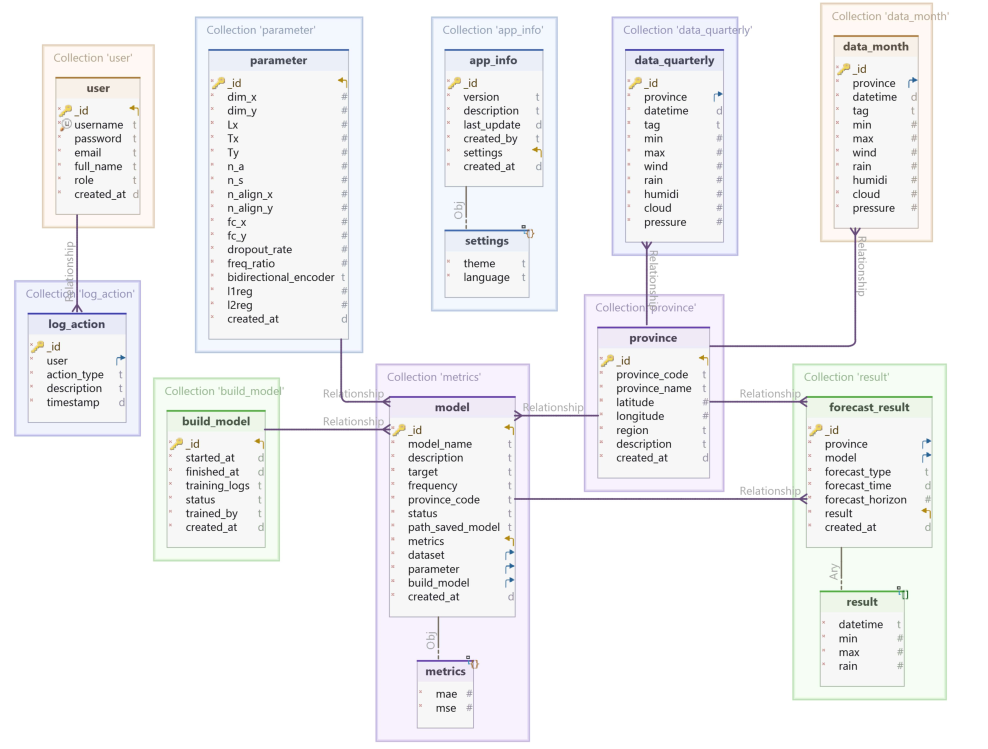 Collection 'user'
user
_id
username t
password t
email t
full_name t
role t
created_at d
Relationship
Collection 'log_action'
log_action
_id
user
action_type t
description t
timestamp d
Collection 'parameter'
parameter
_id
dim_x #
dim_y #
Lx #
Tx #
Ty #
n_a #
n_s #
n_align_x #
n_align_y #
fc_x #
fc_y #
dropout_rate #
freq_ratio #
bidirectional_encoder t
l1reg #
l2reg #
created_at d
Relationship
Collection 'app_info'
app_info
_id
version t
description t
last_update d
created_by t
settings
created_at d
Obj
settings
{}
theme t
language t
Collection 'data_quarterly'
data_quarterly
_id
province
datetime d
tag t
min #
max #
wind #
rain #
humidi #
cloud #
pressure #
Relationship
Collection 'data_month'
data_month
_id
province
datetime d
tag t
min #
max #
wind #
rain #
humidi #
cloud #
pressure #
Relationship
Collection 'province'
province
_id
province_code t
province_name t
latitude #
longitude #
region t
description t
created_at d
Relationship
Collection 'build_model'
build_model
_id
started_at d
finished_at d
training_logs t
status t
trained_by t
created_at d
Relationship
Collection 'metrics'
model
_id
model_name t
description t
target t
frequency t
province_code t
status t
path_saved_model t
metrics
dataset
parameter
build_model
created_at d
Obj
metrics
{}
mae #
mse #
Relationship
Relationship
Collection 'result'
forecast_result
_id
province
model
forecast_type t
forecast_time d
forecast_horizon #
result
created_at d
Ary
result
[]
datetime t
min #
max #
rain #